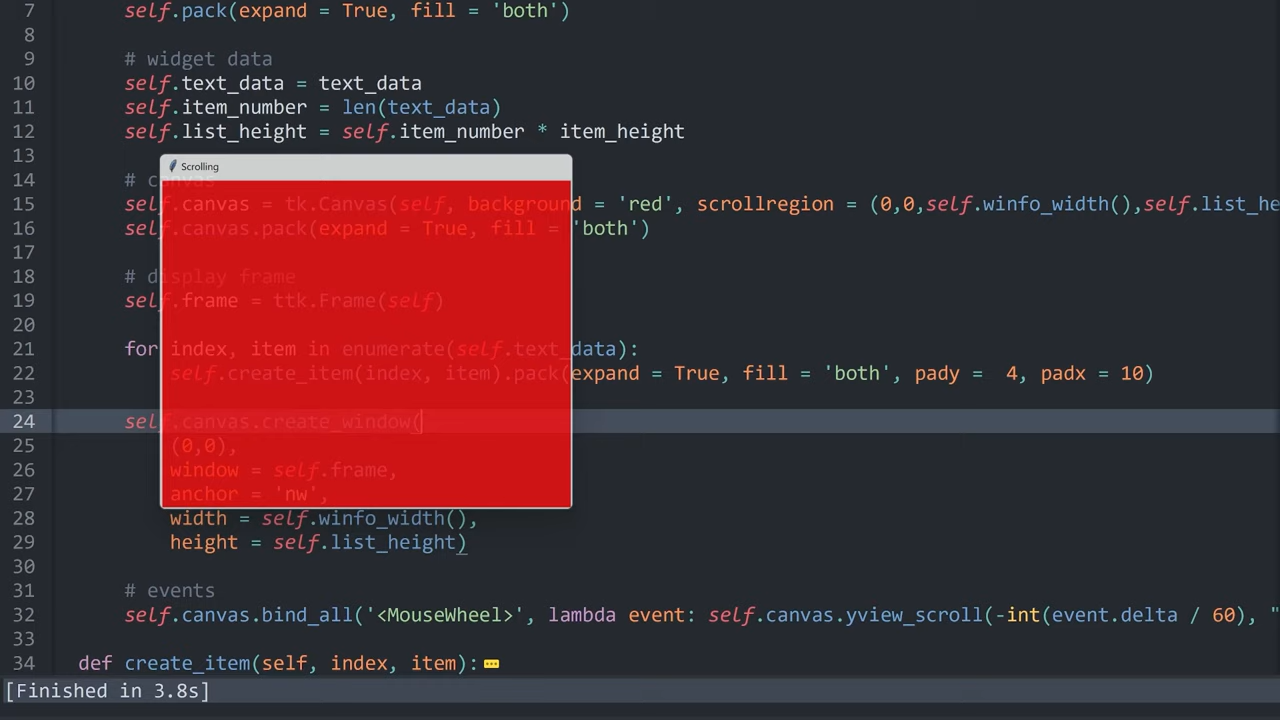 7 self.pack(expand = True, fill = 'both')
8
9 # widget data
10 self.text_data = text_data
11 self.item_number = len(text_data)
12 self.list_height = self.item_number * item_height
13
Scrolling
14 # canvas
15 self.canvas = tk.Canvas(self, background = 'red', scrollregion = (0,0,self.winfo_width(),self.list_he
16 self.canvas.pack(expand = True, fill = 'both')
17
18 # display frame
19 self.frame = ttk.Frame(self)
20
21 for index, item in enumerate(self.text_data):
22 self.create_item(index, item).pack(expand = True, fill = 'both', pady =  4, padx = 10)
23
24 self.canvas.create_window(
25 (0,0),
26 window = self.frame,
27 anchor = 'nw',
28 width = self.winfo_width(),
29 height = self.list_height)
30
31 # events
32 self.canvas.bind_all('<MouseWheel>', lambda event: self.canvas.yview_scroll(-int(event.delta / 60), "
33
34 def create_item(self, index, item):
[Finished in 3.8s]